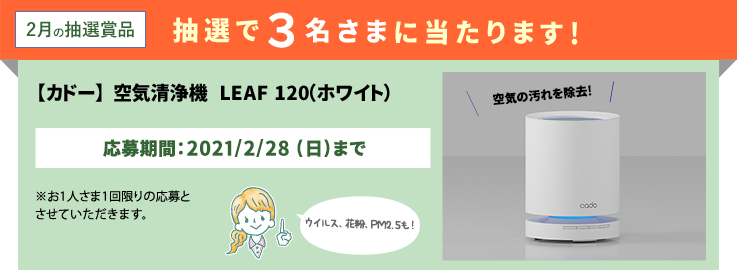 2月の抽選賞品
抽選で3名さまに当たります!
【カドー】空気清浄機 LEAF 120(ホワイト)
応募期間:2021/2/28(日)まで
※お1人さま1回限りの応募と
させていただきます。
ウイルス、花粉、PM2.5も!
空気の汚れを除去!
cado